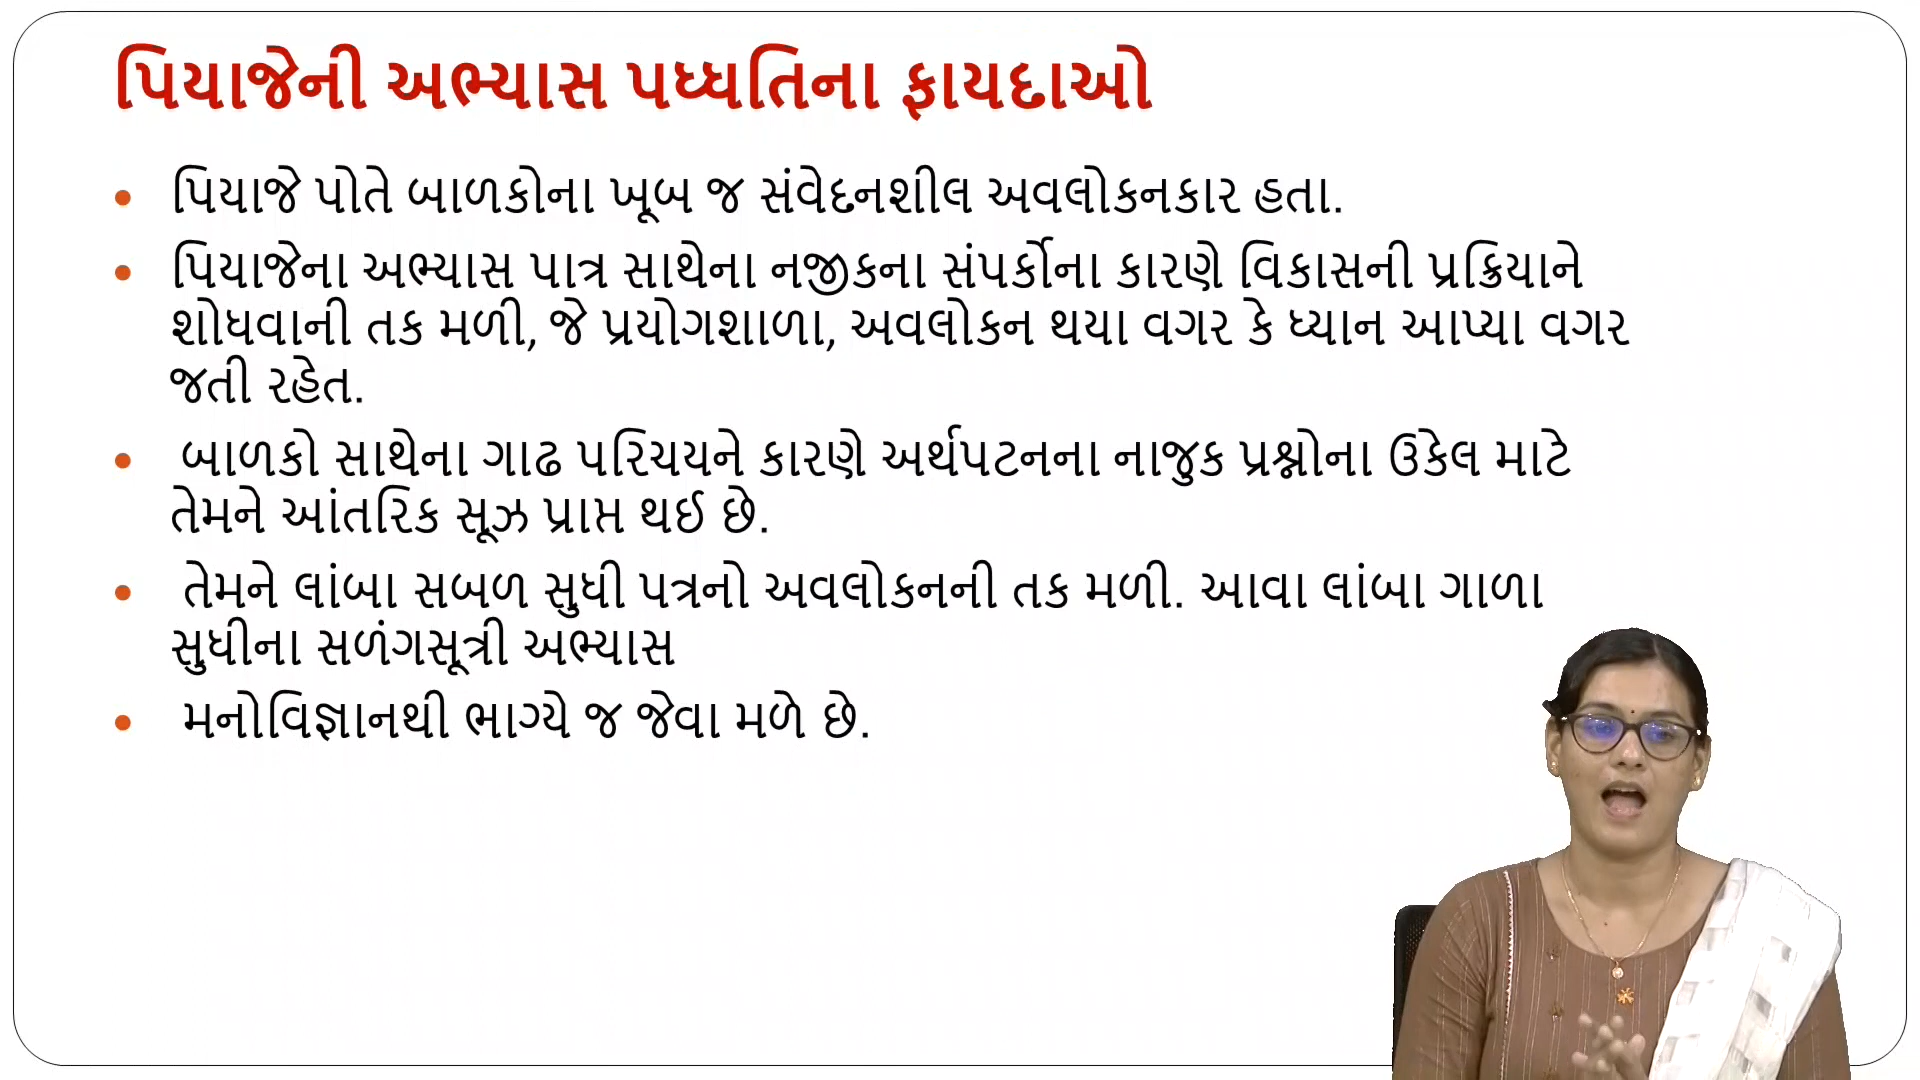 પિયાજેની અભ્યાસ પધ્ધતિના ફાયદાઓ
• પિયાજે પોતે બાળકોના ખૂબ જ સંવેદનશીલ અવલોકનકાર હતા.
• પિયાજેના અભ્યાસ પાત્ર સાથેના નજીકના સંપર્કોના કારણે વિકાસની પ્રક્રિયાને
શોધવાની તક મળી, જે પ્રયોગશાળા, અવલોકન થયા વગર કે ધ્યાન આપ્યા વગર
જતી રહેત.
• બાળકો સાથેના ગાઢ પરિચયને કારણે અર્થપટનના નાજુક પ્રશ્નોના ઉકેલ માટે
તેમને આંતરિક સૂઝ પ્રાપ્ત થઈ છે.
• તેમને લાંબા સબળ સુધી પત્રનો અવલોકનની તક મળી. આવા લાંબા ગાળા
સુધીના સળંગસૂત્રી અભ્યાસ
• મનોવિજ્ઞાનથી ભાગ્યે જ જેવા મળે છે.